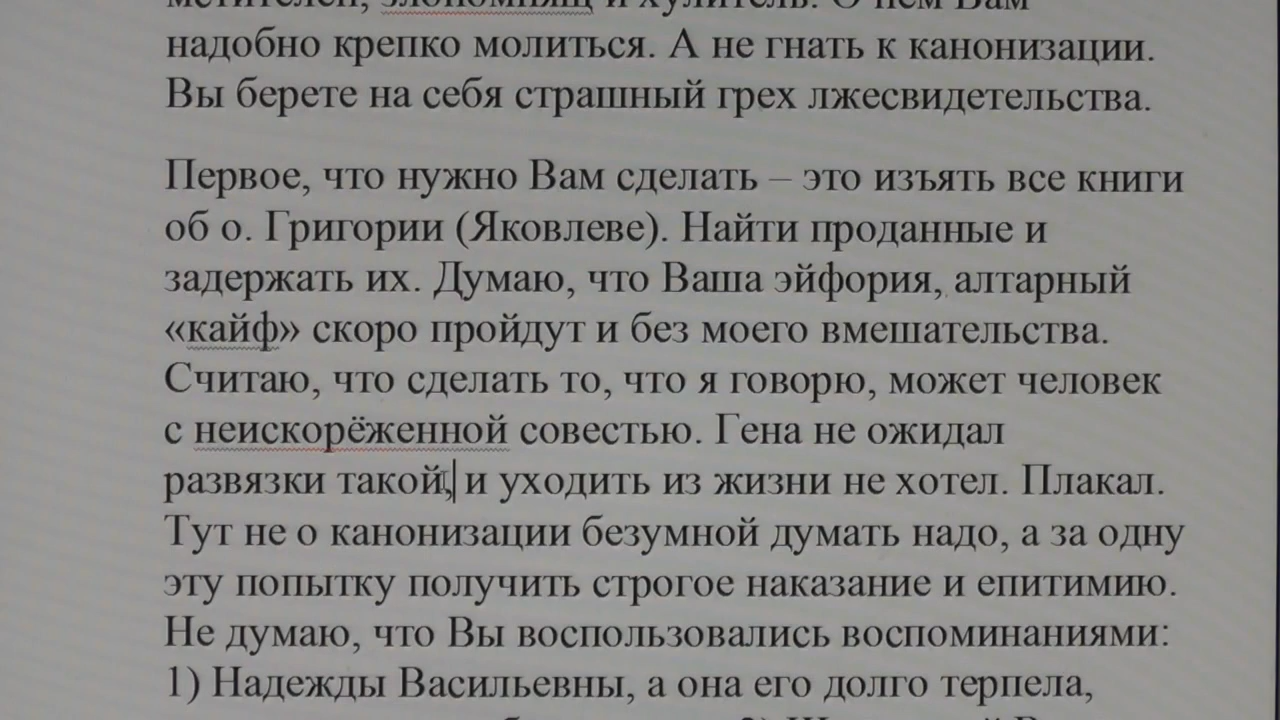 злопомнящ и хулитель. О нем Вам
надобно крепко молиться. А не гнать к канонизации.
Вы берете на себя страшный грех лжесвидетельства.
Первое, что нужно Вам сделать – это изъять все книги
об о. Григории (Яковлеве). Найти проданные и
задержать их. Думаю, что Ваша эйфория, алтарный
«кайф» скоро пройдут и без моего вмешательства.
Считаю, что сделать то, что я говорю, может человек
с неискорёженной совестью. Гена не ожидал
развязки такой, и уходить из жизни не хотел. Плакал.
Тут не о канонизации безумной думать надо, а за одну
эту попытку получить строгое наказание и епитимию.
Не думаю, что Вы воспользовались воспоминаниями:
1) Надежды Васильевны, а она его долго терпела,